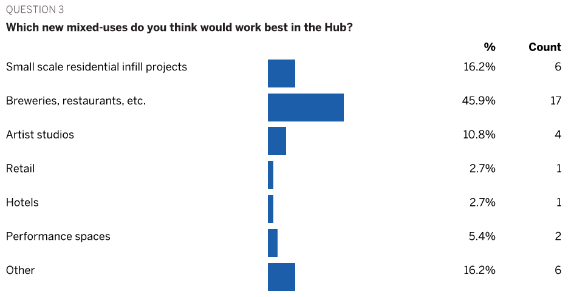 QUESTION 3
Which new mixed-uses do you think would work best in the Hub?
% Count
Small scale residential infill projects 16.2% 6
Breweries, restaurants, etc. 45.9% 17
Artist studios 10.8% 4
Retail 2.7% 1
Hotels 2.7% 1
Performance spaces 5.4% 2
Other 16.2% 6